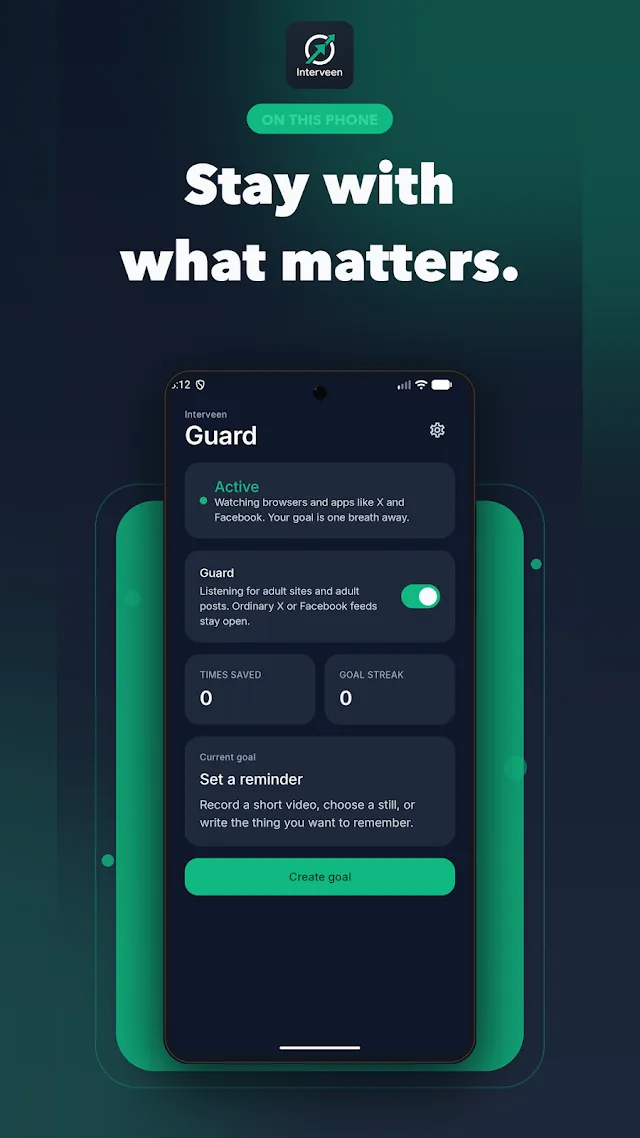 Interveen
ON THIS PHONE
Stay with
what matters.
:12
Interveen
Guard
Active
Watching browsers and apps like X and
Facebook. Your goal is one breath away.
Guard
Listening for adult sites and adult
posts. Ordinary X or Facebook feeds
stay open.
TIMES SAVED
GOAL STREAK
0
0
Current goal
Set a reminder
Record a short video, choose a still, or
write the thing you want to remember.
Create goal